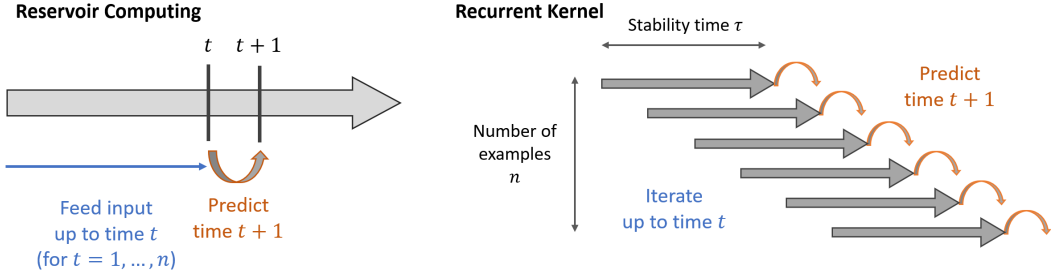 Reservoir Computing
t
t + 1
Feed input
up to time t
(for t = 1, ..., n)
Predict
time t + 1
Recurrent Kernel
Stability time τ
Number of
examples
n
Predict
time t + 1
Iterate
up to time t